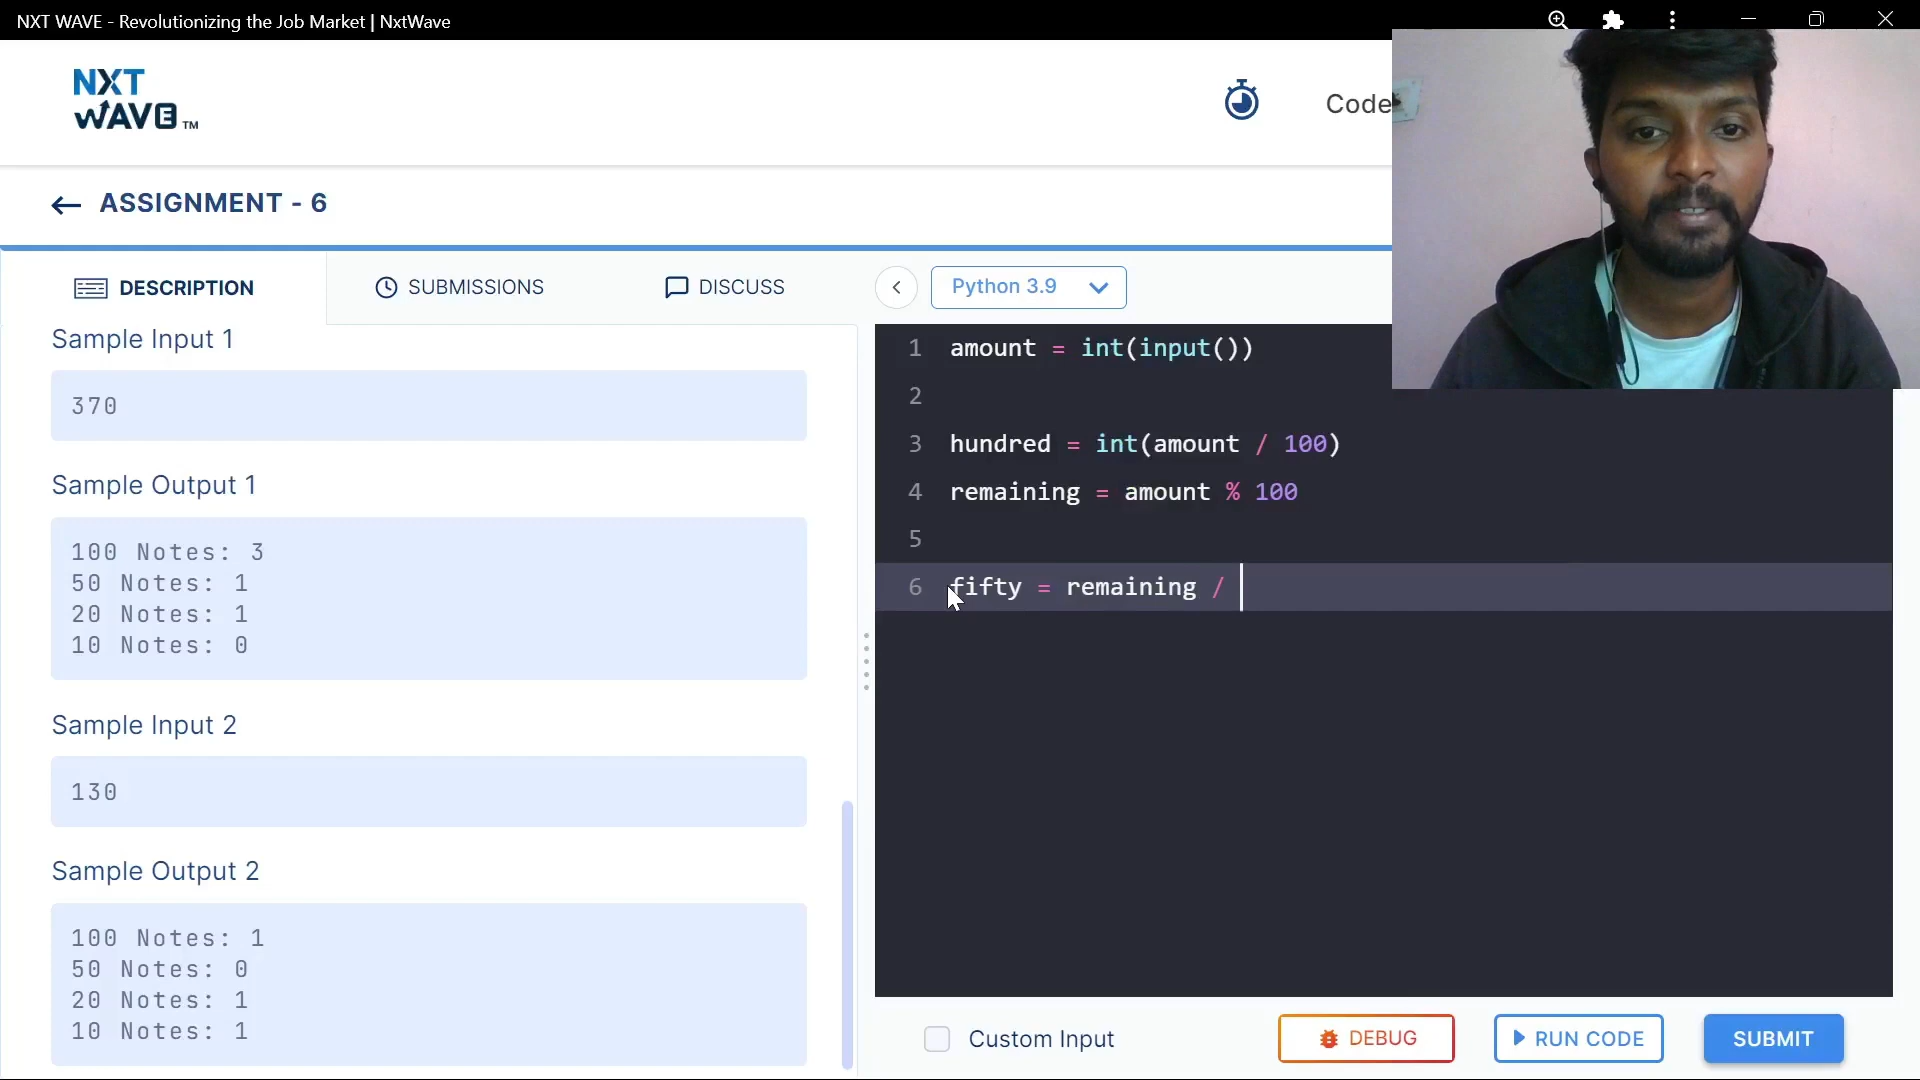 NXT WAVE - Revolutionizing the Job Market | NxtWave
NXT
WAVE TM
Code
ASSIGNMENT - 6
DESCRIPTION
SUBMISSIONS
DISCUSS
Python 3.9
Sample Input 1
370
Sample Output 1
100 Notes: 3
50 Notes: 1
20 Notes: 1
10 Notes: 0
Sample Input 2
130
Sample Output 2
100 Notes: 1
50 Notes: 0
20 Notes: 1
10 Notes: 1
1 amount = int(input())
2
3 hundred = int(amount / 100)
4 remaining = amount % 100
5
6 fifty = remaining /
Custom Input
DEBUG
RUN CODE
SUBMIT